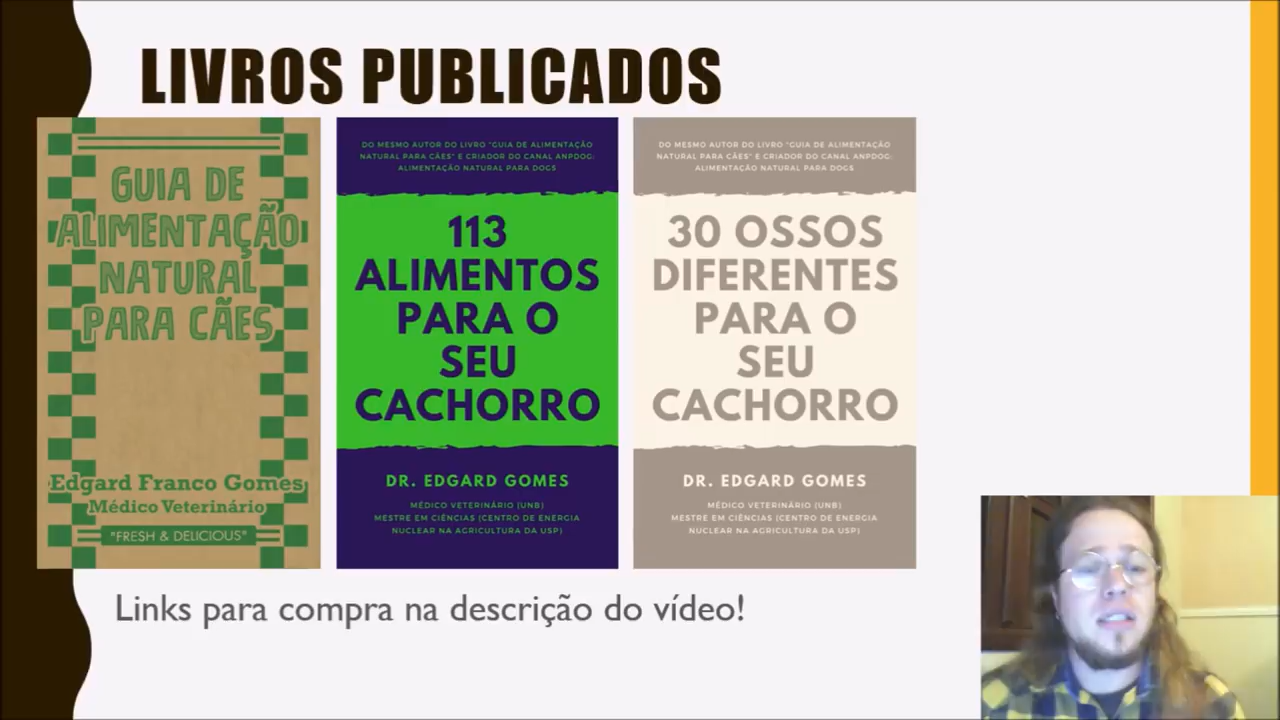 LIVROS PUBLICADOS
GUIA DE
ALIMENTAÇÃO
NATURAL
PARA CÃES
Edgard Franco Gomes
Médico Veterinário
"FRESH & DELICIOUS"
DO MESMO AUTOR DO LIVRO "GUIA DE ALIMENTAÇÃO
NATURAL PARA CÃES" E CRIADOR DO CANAL ANPDOG:
ALIMENTAÇÃO NATURAL PARA DOGS
113
ALIMENTOS
PARA O
SEU
CACHORRO
DR. EDGARD GOMES
MÉDICO VETERINÁRIO (UNB)
MESTRE EM CIÊNCIAS (CENTRO DE ENERGIA
NUCLEAR NA AGRICULTURA DA USP)
DO MESMO AUTOR DO LIVRO "GUIA DE ALIMENTAÇÃO
NATURAL PARA CÃES" E CRIADOR DO CANAL ANPDOG:
ALIMENTAÇÃO NATURAL PARA DOGS
30 OSSOS
DIFERENTES
PARA O
SEU
CACHORRO
DR. EDGARD GOMES
MÉDICO VETERINÁRIO (UNB)
MESTRE EM CIÊNCIAS (CENTRO DE ENERGIA
NUCLEAR NA AGRICULTURA DA USP)
Links para compra na descrição do vídeo!